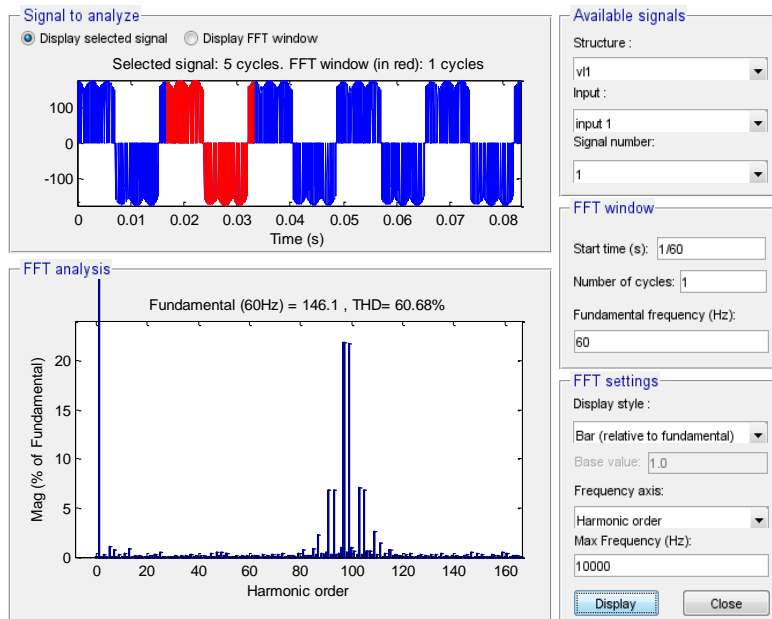 Signal to analyze
Display selected signal Display FFT window
Selected signal: 5 cycles. FFT window (in red): 1 cycles
100
0
-100
0 0.01 0.02 0.03 0.04 0.05 0.06 0.07 0.08
Time (s)
FFT analysis
Fundamental (60Hz) = 146.1 , THD= 60.68%
20
15
10
5
0
Mag (% of Fundamental)
0 20 40 60 80 100 120 140 160
Harmonic order
Available signals
Structure :
vl1
Input :
input 1
Signal number:
1
FFT window
Start time (s): 1/60
Number of cycles: 1
Fundamental frequency (Hz):
60
FFT settings
Display style :
Bar (relative to fundamental)
Base value: 1.0
Frequency axis:
Harmonic order
Max Frequency (Hz):
10000
Display Close